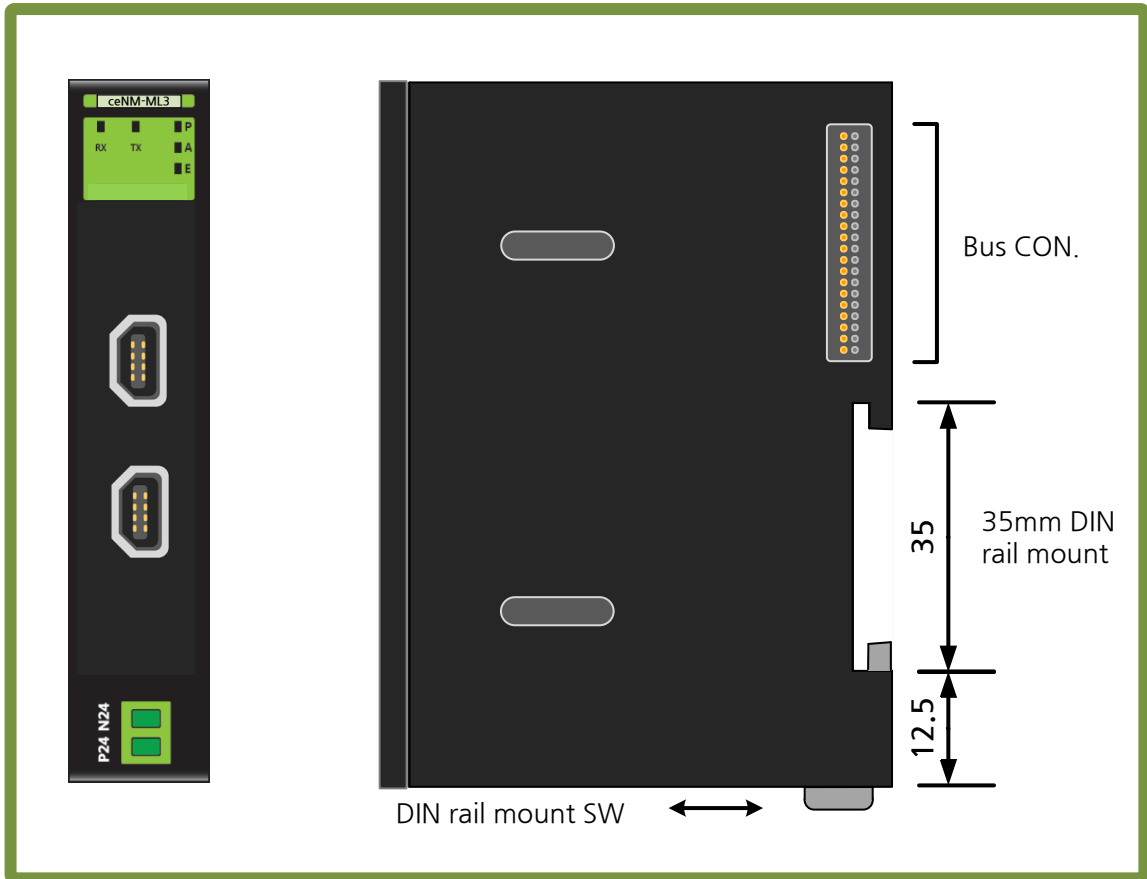 ceNM-ML3
P
RX TX A
E
P24 N24
Bus CON.
35
35mm DIN
rail mount
12.5
DIN rail mount SW